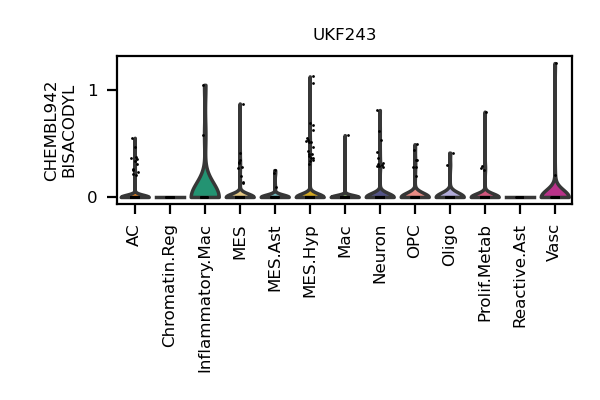 UKF243
CHEMBL942
BISACODYL
1
0
AC
Chromatin.Reg
Inflammatory.Mac
MES
MES.Ast
MES.Hyp
Mac
Neuron
OPC
Oligo
Prolif.Metab
Reactive.Ast
Vasc